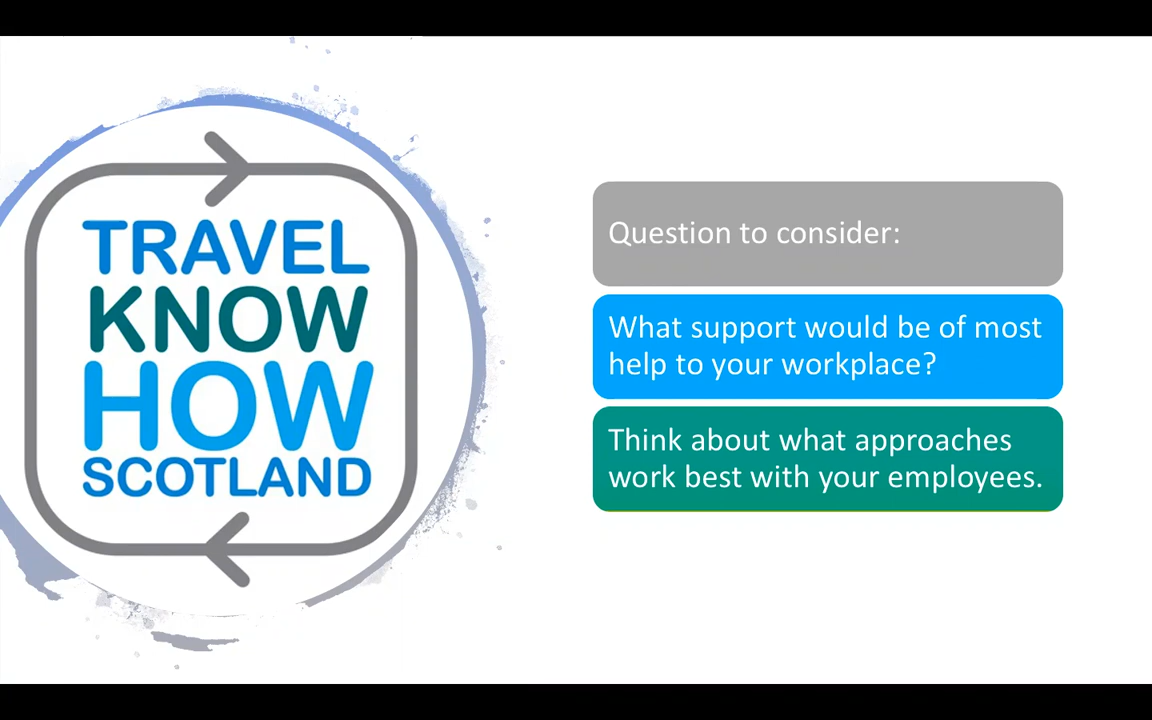 TRAVEL
KNOW
HOW
SCOTLAND
Question to consider:
What support would be of most
help to your workplace?
Think about what approaches
work best with your employees.